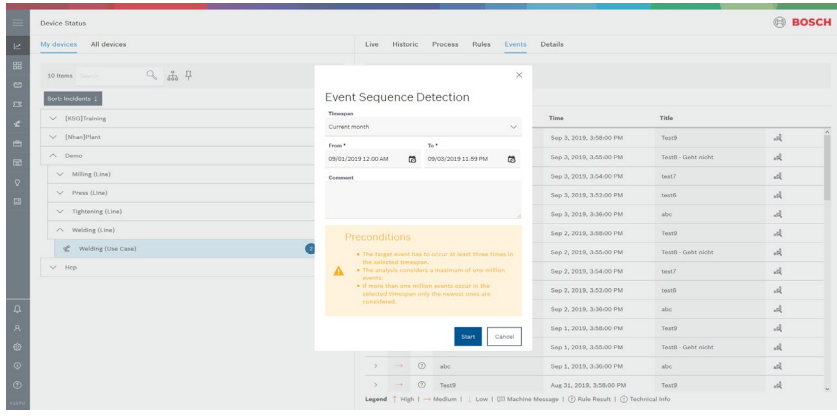 Device Status
BOSCH
My devices All devices
Live Historic Process Rules Events Details
10 Items Search
Sort: Incidents ↓
[KSG]Training
[Nhan]Plant
Demo
Milling (Line)
Press (Line)
Tightening (Line)
Welding (Line)
Welding (Use Case)
Hep
Event Sequence Detection
Timespan
Current month
From *
To *
09/01/2019 12:00 AM
09/03/2019 11:59 PM
Comment
Preconditions
• The target event has to occur at least three times in
the selected timespan.
• The analysis considers a maximum of one million
events.
• If more than one million events occur in the
selected timespan only the nearest ones are
considered.
Start Cancel
Time Title
Sep 3, 2019, 3:58:00 PM Test9
Sep 3, 2019, 3:55:00 PM Test8 - Geht nicht
Sep 3, 2019, 3:54:00 PM test7
Sep 3, 2019, 3:52:00 PM test6
Sep 3, 2019, 3:36:00 PM abc
Sep 2, 2019, 3:58:00 PM Test9
Sep 2, 2019, 3:55:00 PM Test8 - Geht nicht
Sep 2, 2019, 3:54:00 PM test7
Sep 2, 2019, 3:52:00 PM test6
Sep 2, 2019, 3:36:00 PM abc
Sep 1, 2019, 3:58:00 PM Test9
Sep 1, 2019, 3:55:00 PM Test8 - Geht nicht
abc Sep 1, 2019, 3:36:00 PM abc
Test9 Aug 31, 2019, 3:58:00 PM Test9
Legend ↑ High | → Medium | ↓ Low | Machine Message | Rule Result | Technical Info